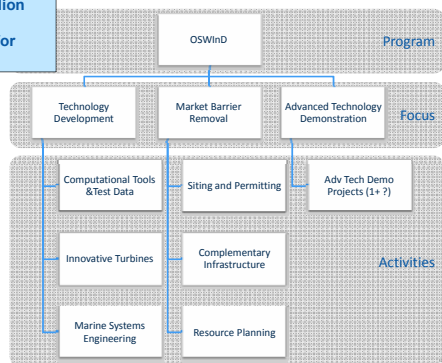 lion
or
OSWInD
Program
Technology
Development
Market Barrier
Removal
Advanced Technology
Demonstration
Focus
Computational Tools
&Test Data
Siting and Permitting
Adv Tech Demo
Projects (1+ ?)
Innovative Turbines
Complementary
Infrastructure
Activities
Marine Systems
Engineering
Resource Planning